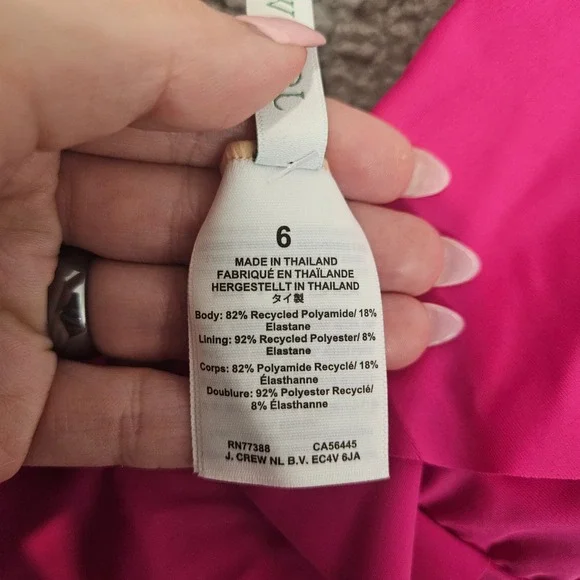 6
MADE IN THAILAND
FABRIQUÉ EN THAÏLANDE
HERGESTELLT IN THAILAND
タイ製
Body: 82% Recycled Polyamide/ 18%
Elastane
Lining: 92% Recycled Polyester/ 8%
Elastane
Corps: 82% Polyamide Recyclé/ 18%
Élasthanne
Doublure: 92% Polyester Recyclé/
8% Élasthanne
RN77388 CA56445
J. CREW NL B.V. EC4V 6JA